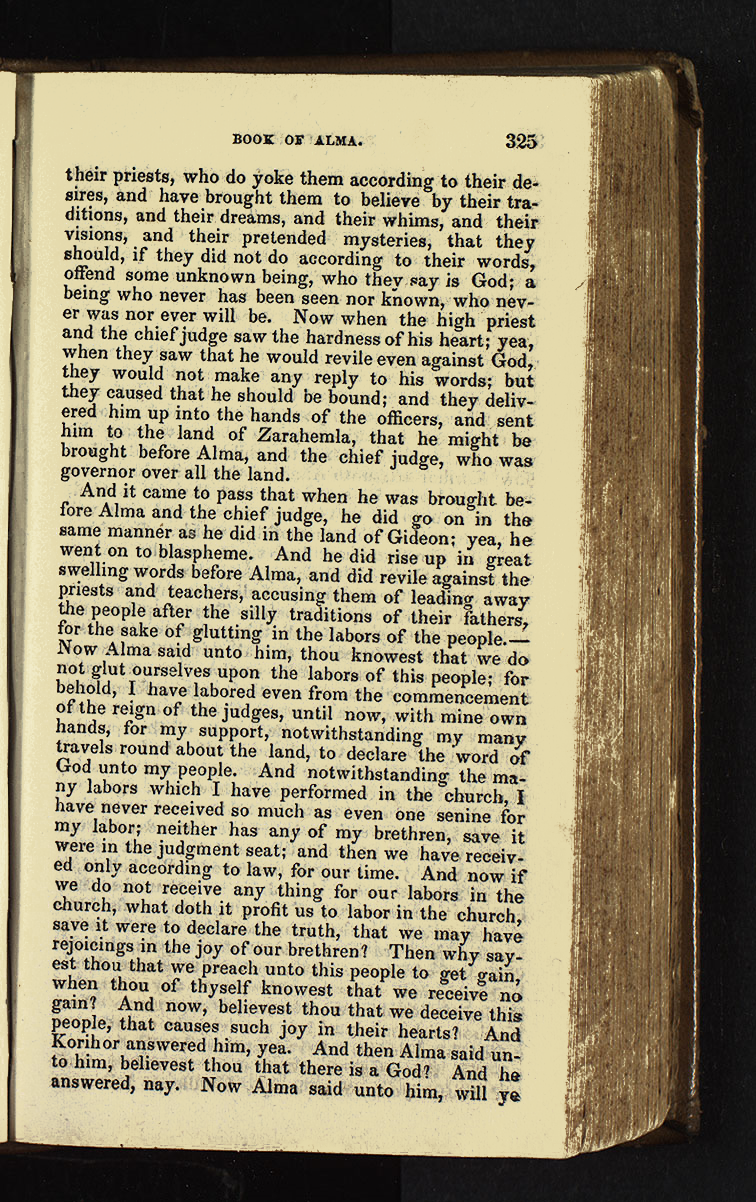 BOOK OF ALMA. 325
their priests, who do yoke them according to their de-
sires, and have brought them to believe by their tra-
ditions, and their dreams, and their whims, and their
visions, and their pretended mysteries, that they
should, if they did not do according to their words,
offend some unknown being, who they say is God; a
being who never has been seen nor known, who nev-
er was nor ever will be. Now when the high priest
and the chief judge saw the hardness of his heart; yea,
when they saw that he would revile even against God,
they would not make any reply to his words; but
they caused that he should be bound; and they deliv-
ered him up into the hands of the officers, and sent
him to the land of Zarahemla, that he might be
brought before Alma, and the chief judge, who was
governor over all the land.
And it came to pass that when he was brought be-
fore Alma and the chief judge, he did go on in the
same manner as he did in the land of Gideon; yea, he
went on to blaspheme. And he did rise up in great
swelling words before Alma, and did revile against the
priests and teachers, accusing them of leading away
the people after the silly traditions of their fathers,
for the sake of glutting in the labors of the people.—
Now Alma said unto him, thou knowest that we do
not glut ourselves upon the labors of this people; for
behold, I have labored even from the commencement
of the reign of the judges, until now, with mine own
hands, for my support, notwithstanding my many
travels round about the land, to declare the word of
God unto my people. And notwithstanding the ma-
ny labors which I have performed in the church, I
have never received so much as even one senine for
my labor; neither has any of my brethren, save it
were in the judgment seat; and then we have receiv-
ed only according to law, for our time. And now if
we do not receive any thing for our labors in the
church, what doth it profit us to labor in the church,
save it were to declare the truth, that we may have
rejoicings in the joy of our brethren? Then why say-
est thou that we preach unto this people to get gain,
when thou of thyself knowest that we receive no
gain? And now, believest thou that we deceive this
people, that causes such joy in their hearts? And
Korihor answered him, yea. And then Alma said un-
to him, believest thou that there is a God? And he
answered, nay. Now Alma said unto him, will ye